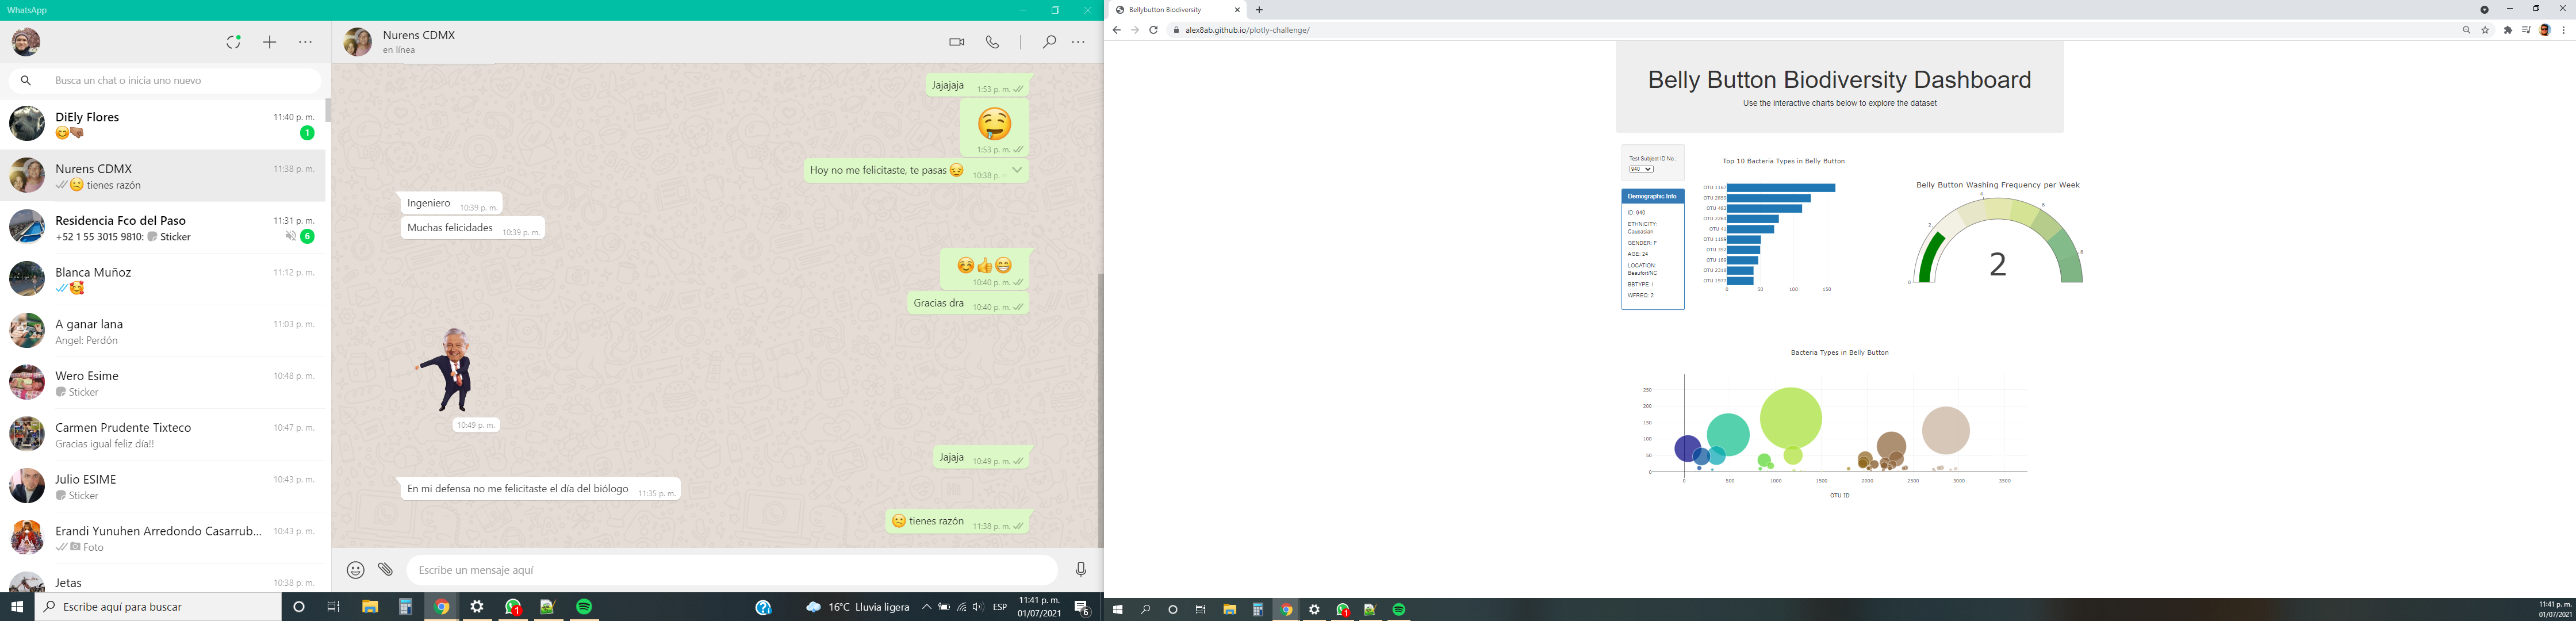 WhatsApp
Busca un chat o inicia uno nuevo
DiEly Flores
11:40 p. m.
1
Nurens CDMX
11:38 p. m.
tienes razón
Residencia Fco del Paso
11:31 p. m.
+52 1 55 3015 9810: Sticker
6
Blanca Muñoz
11:12 p. m.
A ganar lana
11:03 p. m.
Angel: Perdón
Wero Esime
10:48 p. m.
Sticker
Carmen Prudente Tixteco
10:47 p. m.
Gracias igual feliz día!!
Julio ESIME
10:43 p. m.
Sticker
Erandi Yunuhen Arredondo Casarrub...
10:43 p. m.
Foto
Jetas
10:38 p. m.
Nurens CDMX
en línea
Jajajaja
1:53 p. m.
1:53 p. m.
Hoy no me felicitaste, te pasas
10:38 p.
Ingeniero
10:39 p. m.
Muchas felicidades
10:39 p. m.
10:40 p. m.
Gracias dra
10:40 p. m.
10:49 p. m.
Jajaja
10:49 p. m.
En mi defensa no me felicitaste el día del biólogo
11:35 p. m.
tienes razón
11:38 p. m.
Escribe un mensaje aquí
Escribe aquí para buscar
1
16°C Lluvia ligera
ESP
11:41 p. m.
01/07/2021
6
Bellybutton Biodiversity
alex8ab.github.io/plotly-challenge/
Belly Button Biodiversity Dashboard
Use the interactive charts below to explore the dataset
Test Subject ID No.:
940
Demographic Info
ID: 940
ETHNICITY:
Caucasian
GENDER: F
AGE: 24
LOCATION:
Beaufort/NC
BBTYPE: I
WFREQ: 2
Top 10 Bacteria Types in Belly Button
OTU 1167
OTU 2859
OTU 482
OTU 2264
OTU 41
OTU 1189
OTU 352
OTU 189
OTU 2318
OTU 1977
0
50
100
150
Belly Button Washing Frequency per Week
0
2
4
6
8
2
Bacteria Types in Belly Button
250
200
150
100
50
0
0
500
1000
1500
2000
2500
3000
3500
OTU ID
1
11:41 p. m.
01/07/2021